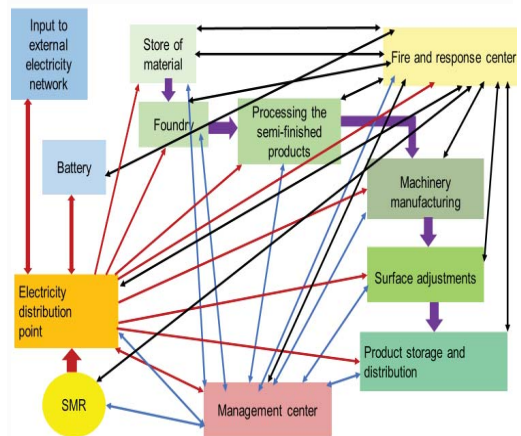 Input to
external
electricity
network
Store of
material
Fire and response center
Foundry
Processing the
semi-finished
products
Battery
Machinery
manufacturing
Electricity
distribution
point
Surface adjustments
Product storage and
distribution
SMR
Management center